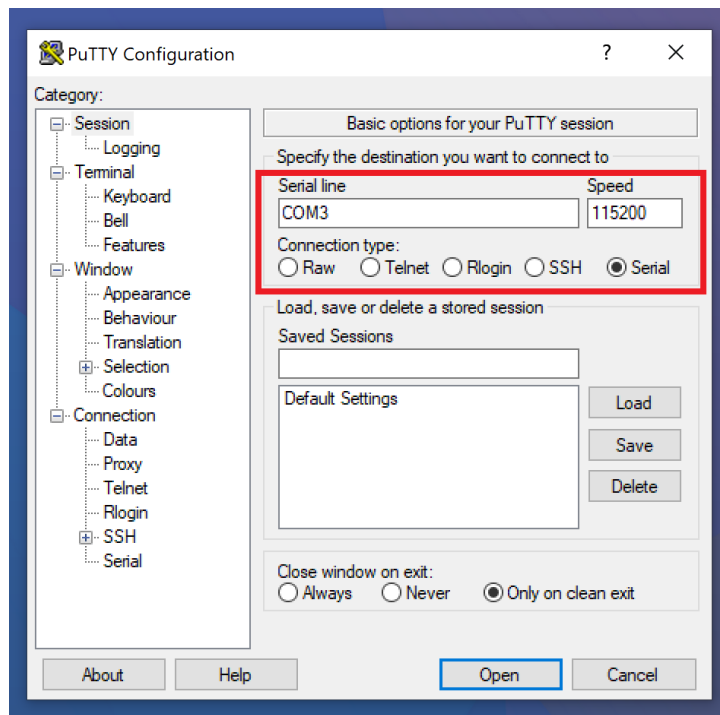 PuTTY Configuration
?
Category:
Session
Logging
Terminal
Keyboard
Bell
Features
Window
Appearance
Behaviour
Translation
Selection
Colours
Connection
Data
Proxy
Telnet
Rlogin
SSH
Serial
Basic options for your PuTTY session
Specify the destination you want to connect to
Serial line Speed
COM3 115200
Connection type:
Raw Telnet Rlogin SSH Serial
Load, save or delete a stored session
Saved Sessions
Default Settings
Load
Save
Delete
Close window on exit:
Always Never Only on clean exit
About Help Open Cancel